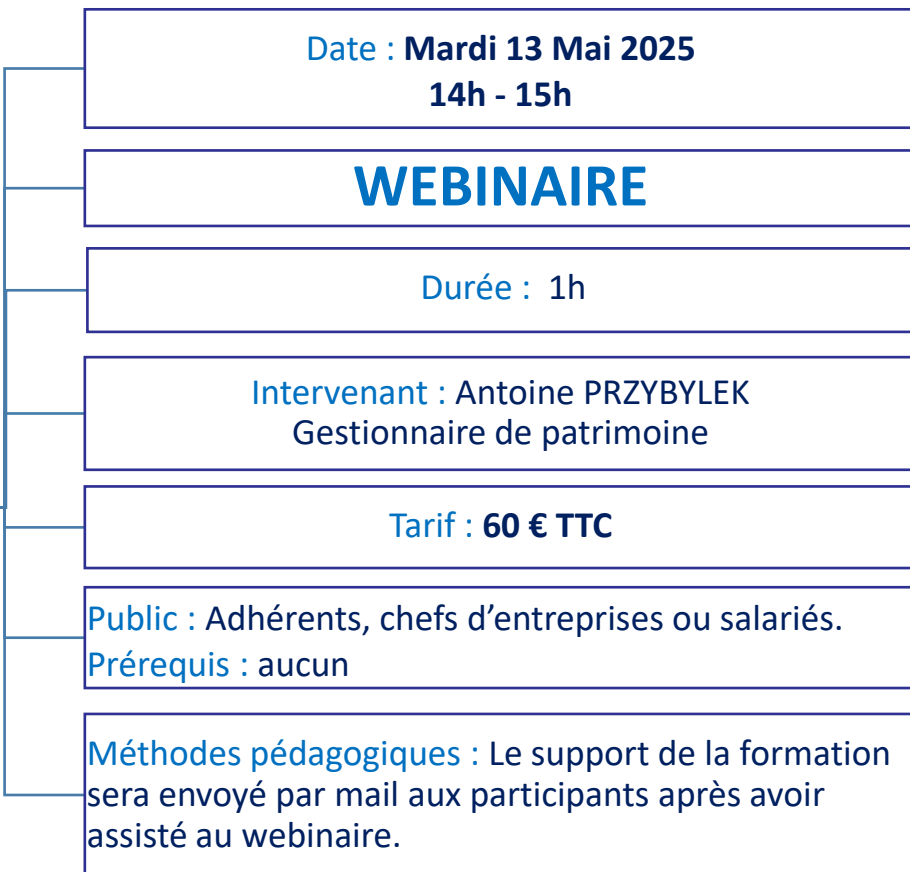 Date : Mardi 13 Mai 2025
14h - 15h
WEBINAIRE
Durée : 1h
Intervenant : Antoine PRZYBYLEK
Gestionnaire de patrimoine
Tarif : 60 € TTC
Public : Adhérents, chefs d’entreprises ou salariés.
Prérequis : aucun
Méthodes pédagogiques : Le support de la formation
sera envoyé par mail aux participants après avoir
assisté au webinaire.